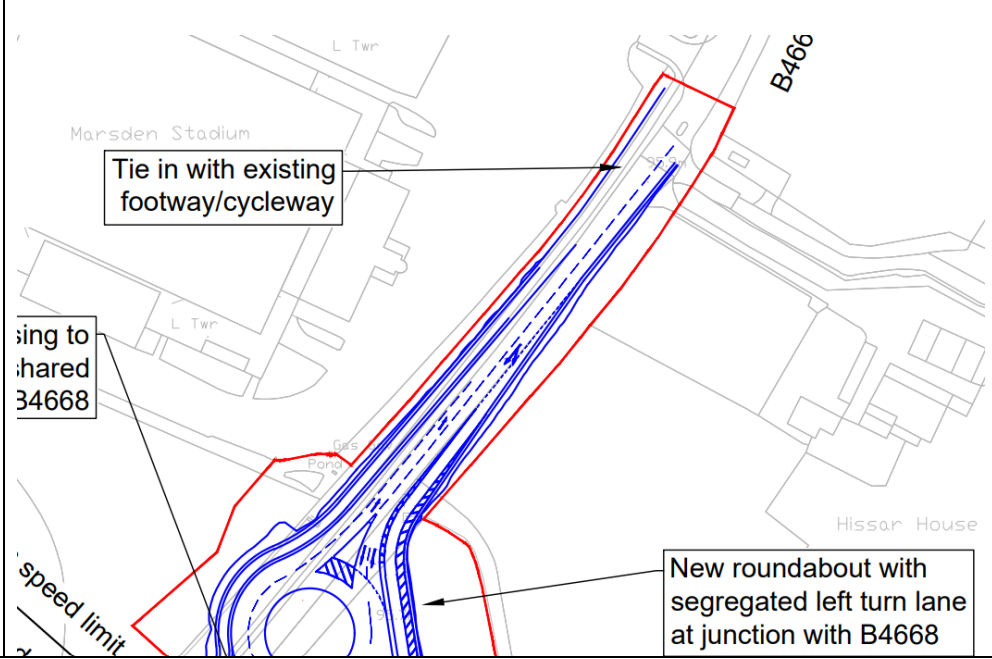 L Twr
B466
Marsden Stadium
Tie in with existing
footway/cycleway
L Twr
sing to
shared
B4668
Gas
Pond
Hissar House
speed limit
New roundabout with
segregated left turn lane
at junction with B4668